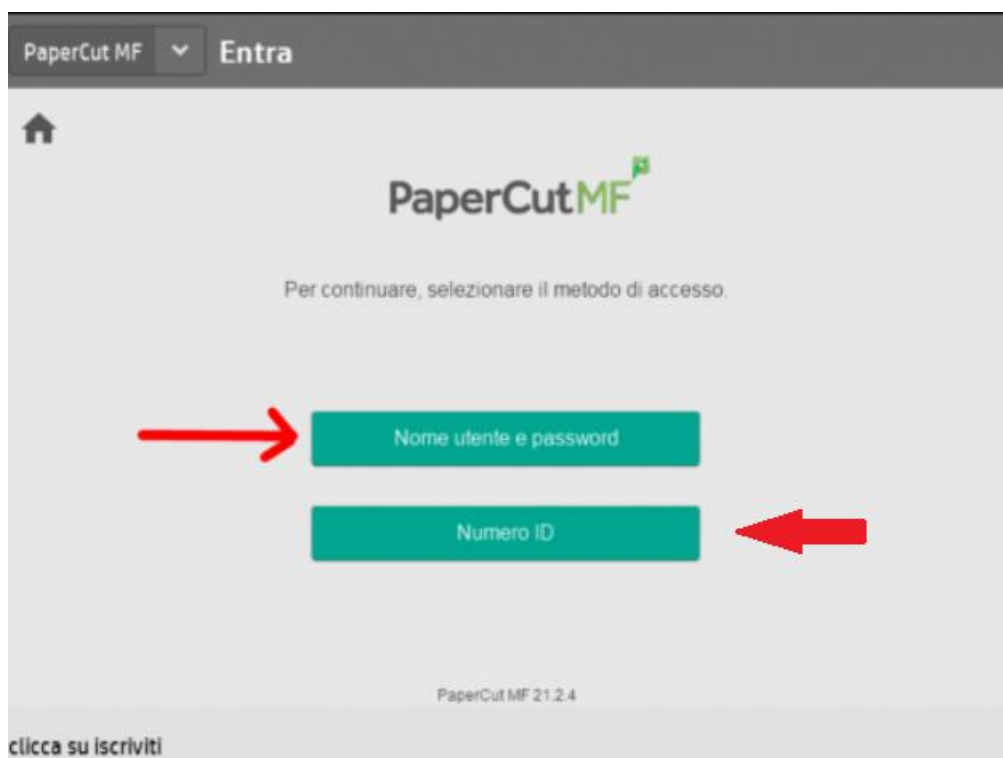 PaperCut MF Entra
PaperCutMF
Per continuare, selezionare il metodo di accesso.
Nome utente e password
Numero ID
PaperCut MF 21.2.4
clicca su iscriviti